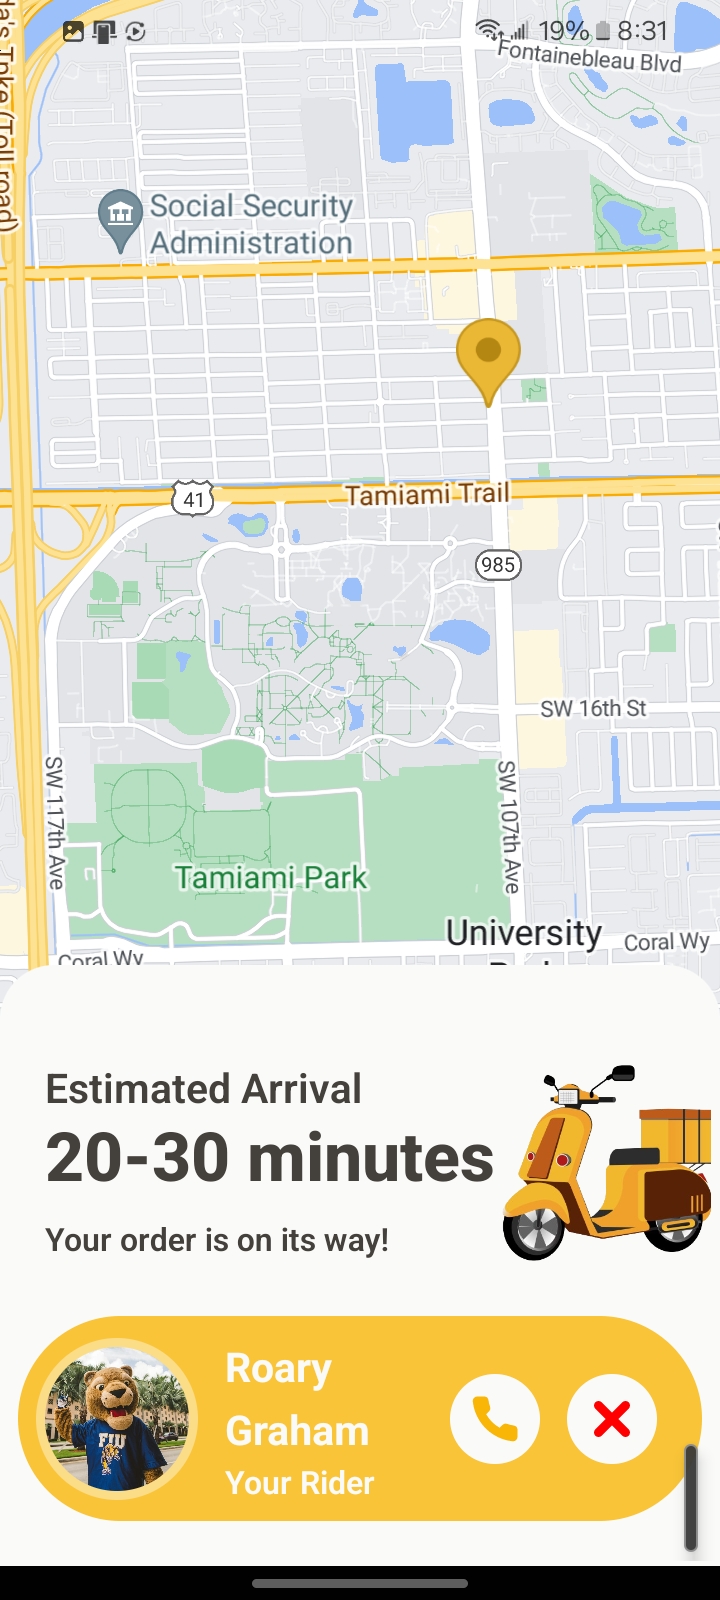 19% 8:31
Fontainebleau Blvd
da's Tpke (Toll road)
Social Security
Administration
41
Tamiami Trail
985
SW 16th St
SW 117th Ave
SW 107th Ave
Tamiami Park
University
Coral Wy
Coral Wy
Estimated Arrival
20-30 minutes
Your order is on its way!
Roary
Graham
Your Rider
FIU